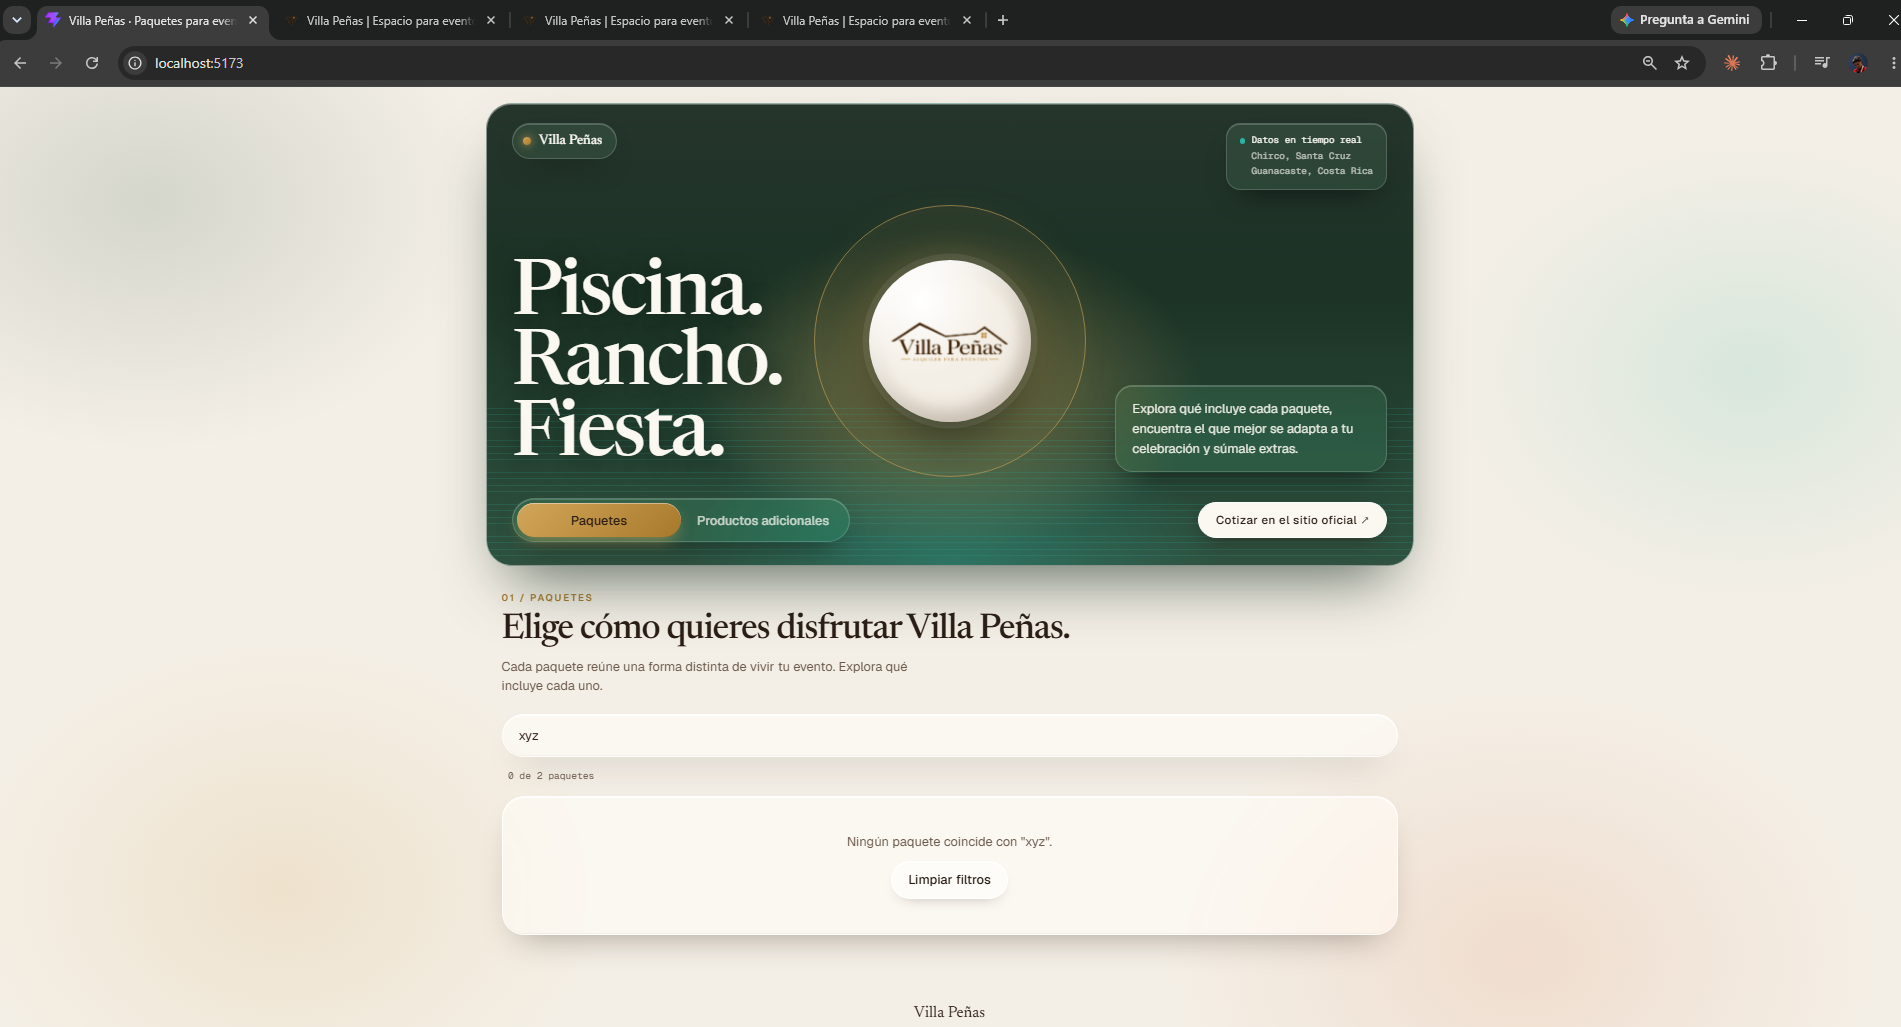 Villa Peñas · Paquetes para even
Villa Peñas | Espacio para event
Villa Peñas | Espacio para event
Villa Peñas | Espacio para event
Pregunta a Gemini
localhost:5173
Villa Peñas
Datos en tiempo real
Chirco, Santa Cruz
Guanacaste, Costa Rica
Piscina.
Rancho.
Fiesta.
Villa Peñas
ALQUILER PARA EVENTOS
Explora qué incluye cada paquete,
encuentra el que mejor se adapta a tu
celebración y súmale extras.
Paquetes
Productos adicionales
Cotizar en el sitio oficial ↗
01 / PAQUETES
Elige cómo quieres disfrutar Villa Peñas.
Cada paquete reúne una forma distinta de vivir tu evento. Explora qué
incluye cada uno.
xyz
0 de 2 paquetes
Ningún paquete coincide con "xyz".
Limpiar filtros
Villa Peñas